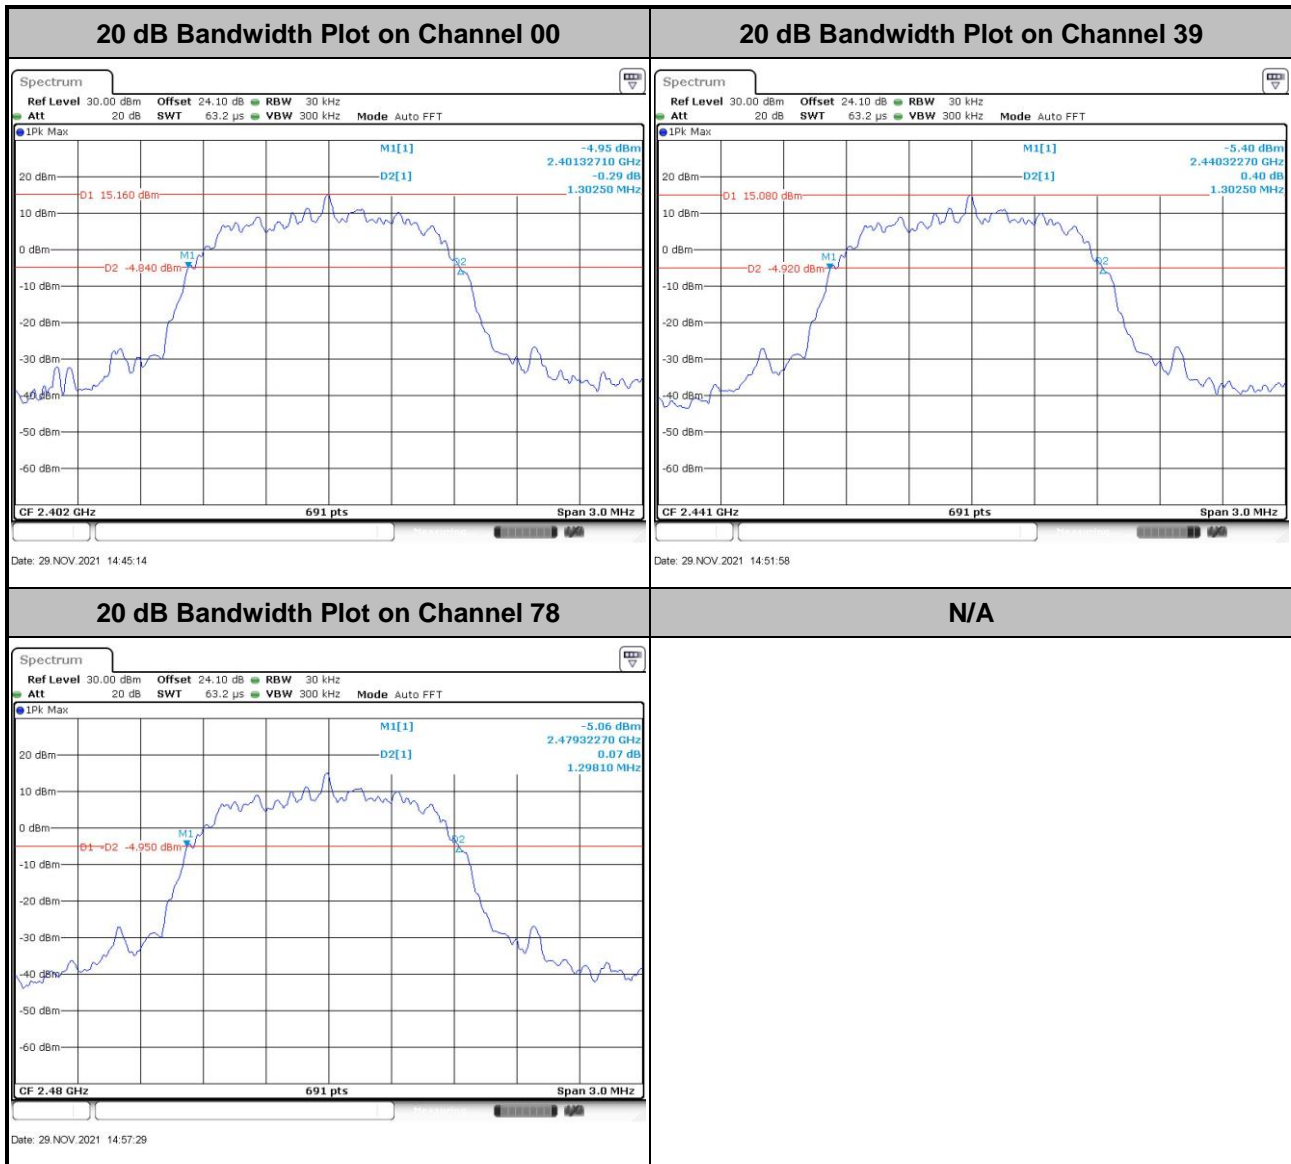 20 dB Bandwidth Plot on Channel 00
20 dB Bandwidth Plot on Channel 39
Spectrum
Ref Level 30.00 dBm Offset 24.10 dB RBW 30 kHz
Att 20 dB SWT 63.2 µs VBW 300 kHz Mode Auto FFT
1Pk Max
M1[1] -4.95 dBm
2.40132710 GHz
D2[1] -0.29 dB
1.30250 MHz
20 dBm
D1 15.160 dBm
10 dBm
0 dBm
M1
D2 -4.840 dBm
D2
-10 dBm
-20 dBm
-30 dBm
-40 dBm
-50 dBm
-60 dBm
CF 2.402 GHz 691 pts Span 3.0 MHz
Date: 29.NOV.2021 14:45:14
Spectrum
Ref Level 30.00 dBm Offset 24.10 dB RBW 30 kHz
Att 20 dB SWT 63.2 µs VBW 300 kHz Mode Auto FFT
1Pk Max
M1[1] -5.40 dBm
2.44032270 GHz
D2[1] 0.40 dB
1.30250 MHz
20 dBm
D1 15.080 dBm
10 dBm
0 dBm
M1
D2 -4.920 dBm
D2
-10 dBm
-20 dBm
-30 dBm
-40 dBm
-50 dBm
-60 dBm
CF 2.441 GHz 691 pts Span 3.0 MHz
Date: 29.NOV.2021 14:51:58
20 dB Bandwidth Plot on Channel 78
N/A
Spectrum
Ref Level 30.00 dBm Offset 24.10 dB RBW 30 kHz
Att 20 dB SWT 63.2 µs VBW 300 kHz Mode Auto FFT
1Pk Max
M1[1] -5.06 dBm
2.47932270 GHz
D2[1] 0.07 dB
1.29810 MHz
20 dBm
10 dBm
0 dBm
M1
D2 -4.950 dBm
D2
-10 dBm
-20 dBm
-30 dBm
-40 dBm
-50 dBm
-60 dBm
CF 2.48 GHz 691 pts Span 3.0 MHz
Date: 29.NOV.2021 14:57:29